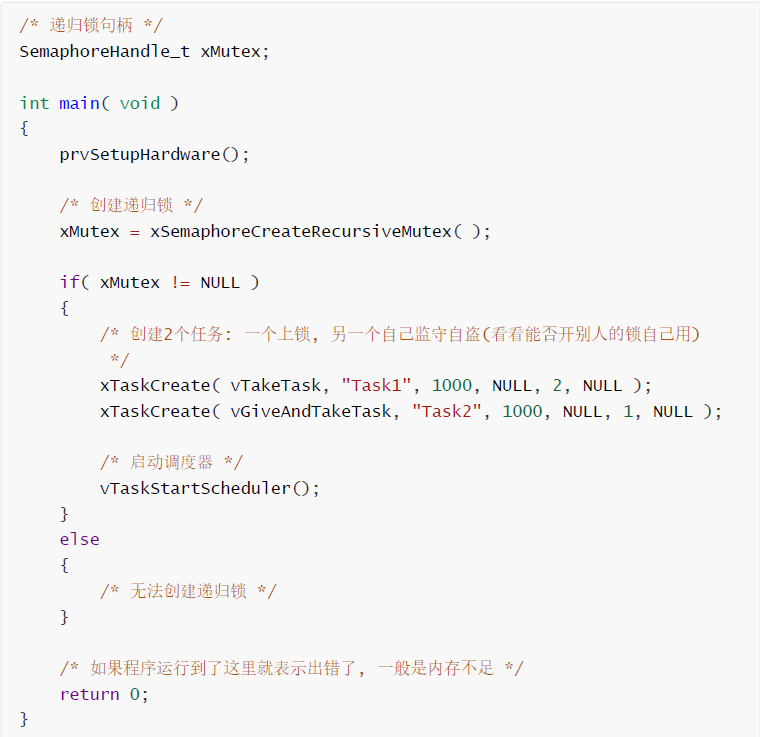 /* 递归锁句柄 */
SemaphoreHandle_t xMutex;
int main( void )
{
prvSetupHardware();
/* 创建递归锁 */
xMutex = xSemaphoreCreateRecursiveMutex( );
if( xMutex != NULL )
{
/* 创建2个任务: 一个上锁, 另一个自己监守自盗(看看能否开别人的锁自己用)
*/
xTaskCreate( vTakeTask, "Task1", 1000, NULL, 2, NULL );
xTaskCreate( vGiveAndTakeTask, "Task2", 1000, NULL, 1, NULL );
/* 启动调度器 */
vTaskStartScheduler();
}
else
{
/* 无法创建递归锁 */
}
/* 如果程序运行到了这里就表示出错了, 一般是内存不足 */
return 0;
}